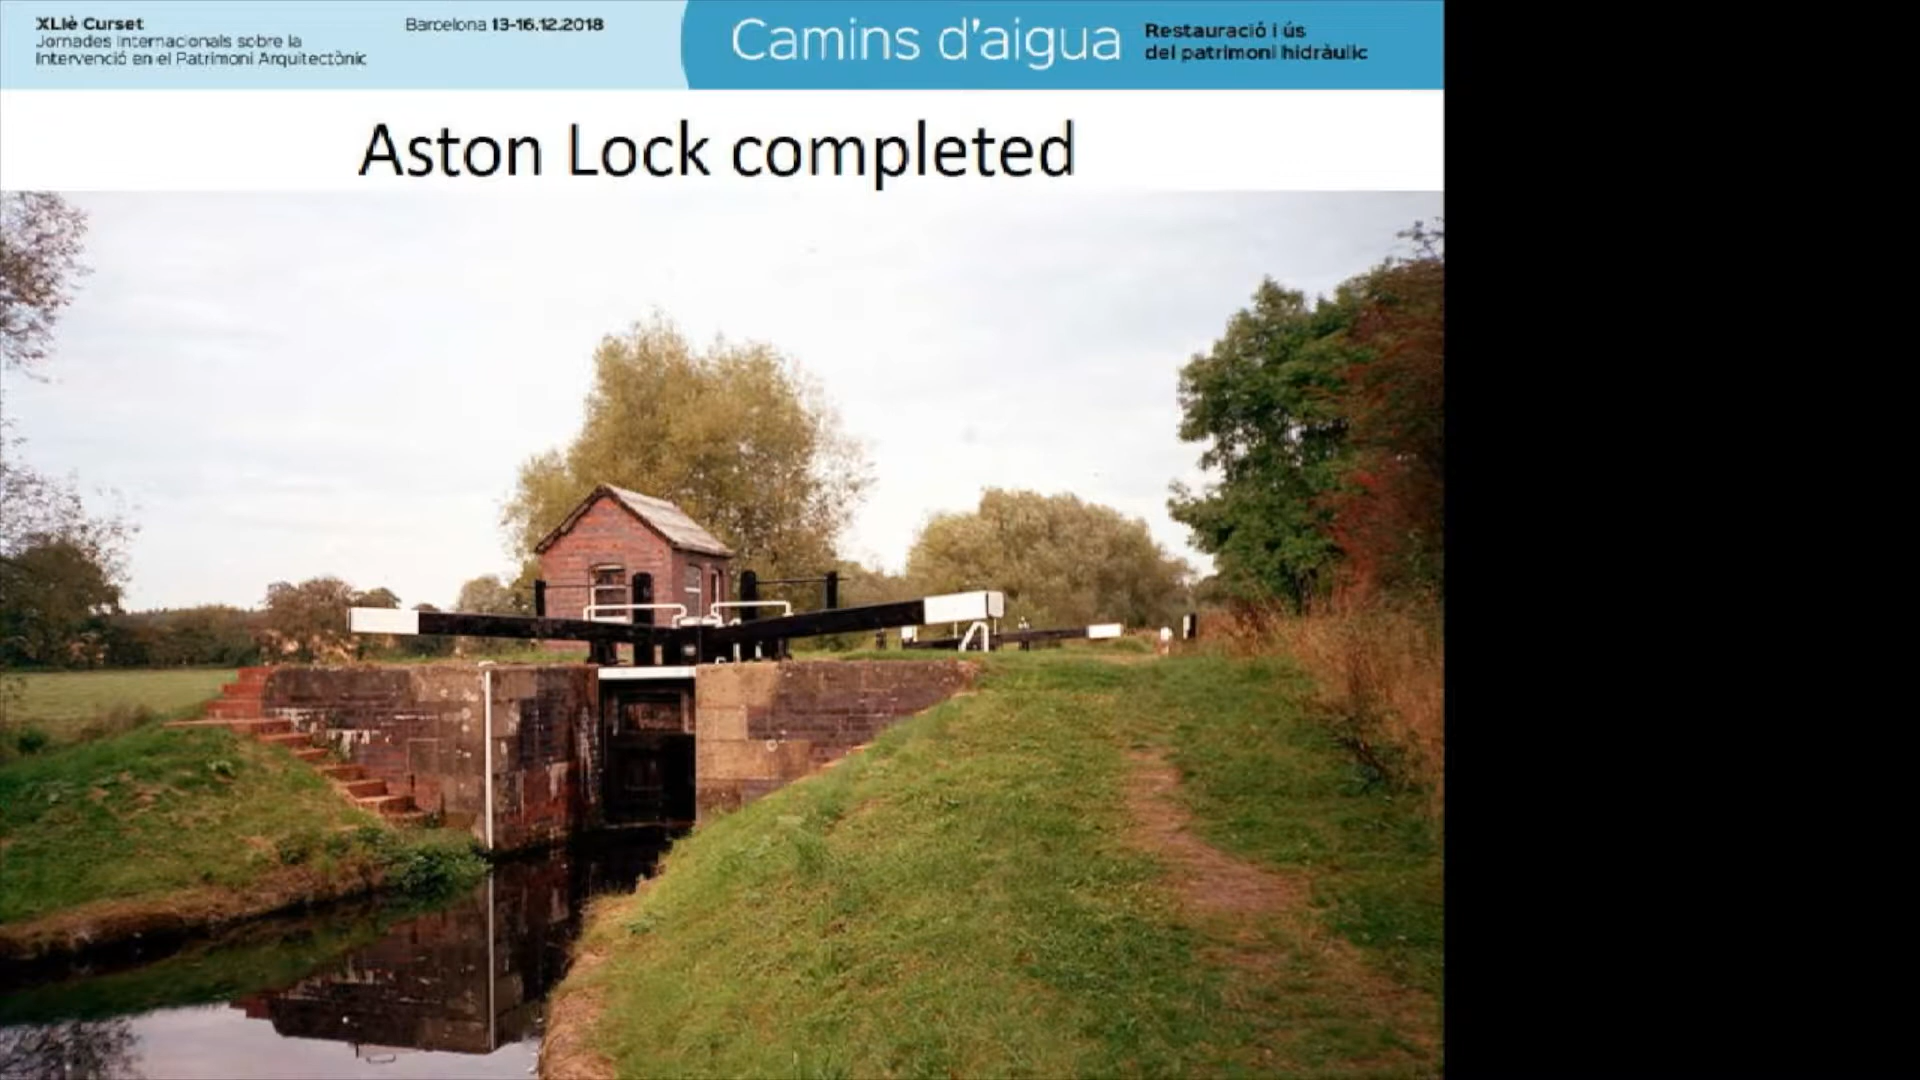 XLIè Curset
Jornades Internacionals sobre la
Intervenció en el Patrimoni Arquitectònic
Barcelona 13-16.12.2018
Camins d'aigua
Restauració i ús
del patrimoni hidràulic
Aston Lock completed